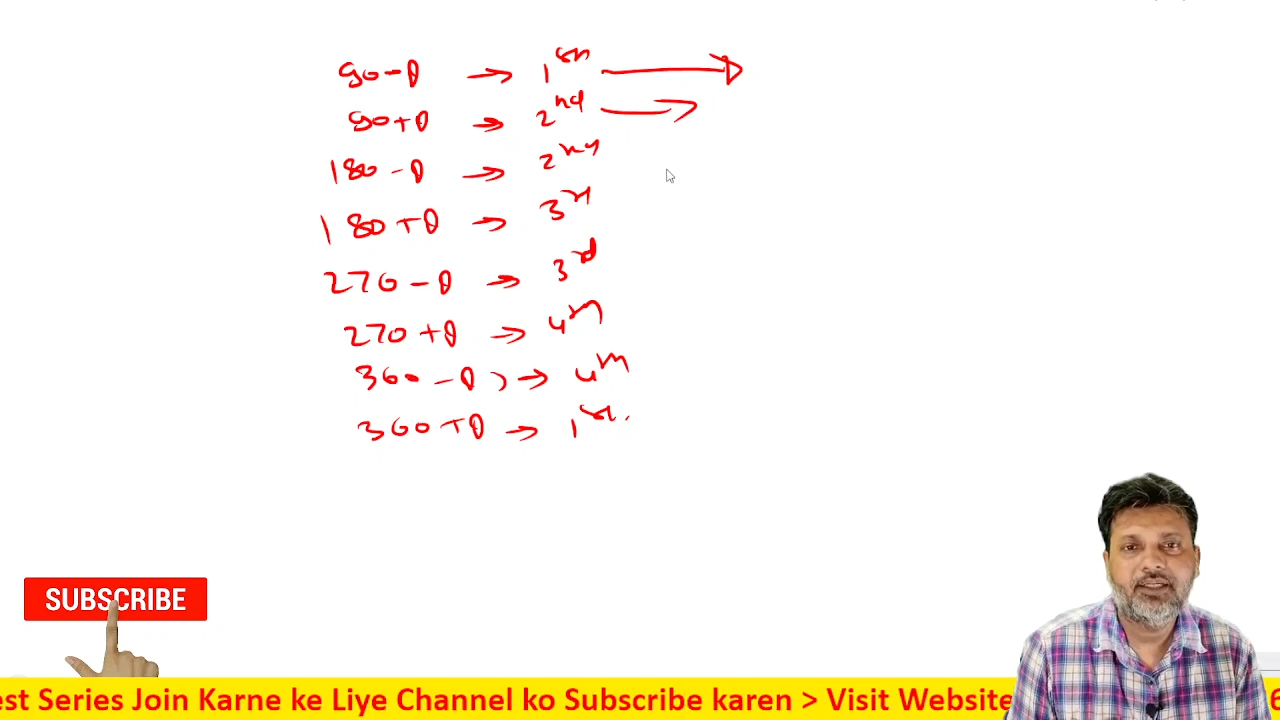 90-θ → 1st
90+θ → 2nd
180-θ → 2nd
180+θ → 3rd
270-θ → 3rd
270+θ → 4th
360-θ → 4th
360+θ → 1st.
SUBSCRIBE
est Series Join Karne ke Liye Channel ko Subscribe karen > Visit Website
6